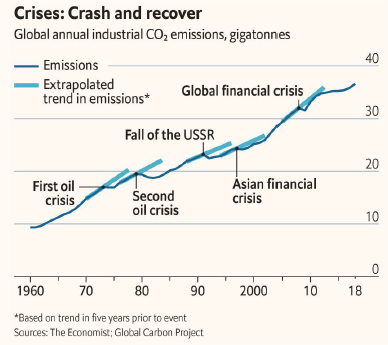 Crises: Crash and recover
Global annual industrial CO₂ emissions, gigatonnes
Emissions
Extrapolated
trend in emissions*
Global financial crisis
Fall of the USSR
First oil
crisis
Second
oil crisis
Asian financial
crisis
40
30
20
10
0
1960 70 80 90 2000 10 18
*Based on trend in five years prior to event
Sources: The Economist; Global Carbon Project